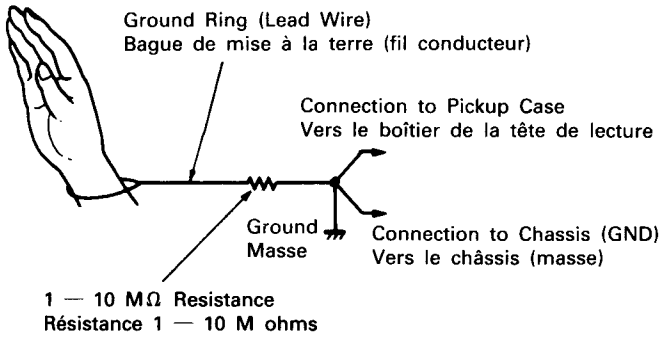 Ground Ring (Lead Wire)
Bague de mise à la terre (fil conducteur)
Connection to Pickup Case
Vers le boîtier de la tête de lecture
Ground
Masse
Connection to Chassis (GND)
Vers le châssis (masse)
1 — 10 MΩ Resistance
Résistance 1 — 10 M ohms